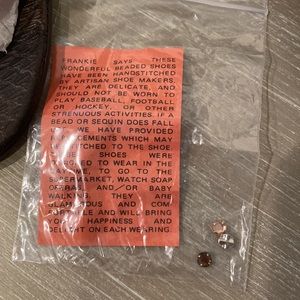 FRANKIE SAYS THESE
WONDERFUL BEADED SHOES
HAVE BEEN HANDSTITCHED
BY ARTISAN SHOE MAKERS.
THEY ARE DELICATE, AND
SHOULD NOT BE WORN TO
PLAY BASEBALL, FOOTBALL
OR HOCKEY, OR OTHER
STRENUOUS ACTIVITIES. IF A
BEAD OR SEQUIN DOES FALL
WE HAVE PROVIDED
REPLACEMENTS WHICH MAY
STITCHED TO THE SHOE
SHOES WERE
TO WEAR IN THE
TO GO TO THE
SUPERMARKET, WATCH SOAP
OPERAS, AND/OR BABY
WALKING. THEY ARE
GLAMOROUS AND COM-
FORTABLE AND WILL BRING
HAPPINESS AND
DELIGHT ON EACH WEARING.